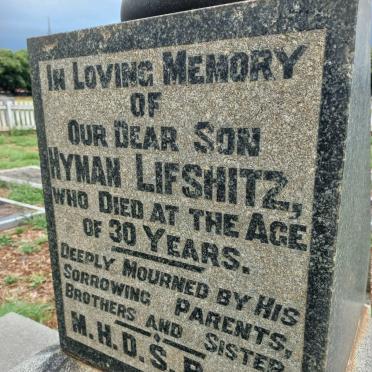 IN LOVING MEMORY
OF
OUR DEAR SON
HYMAN LIFSHITZ,
WHO DIED AT THE AGE
OF 30 YEARS.
DEEPLY MOURNED BY HIS
SORROWING PARENTS,
BROTHERS AND SISTER
M.H.D.S.R.